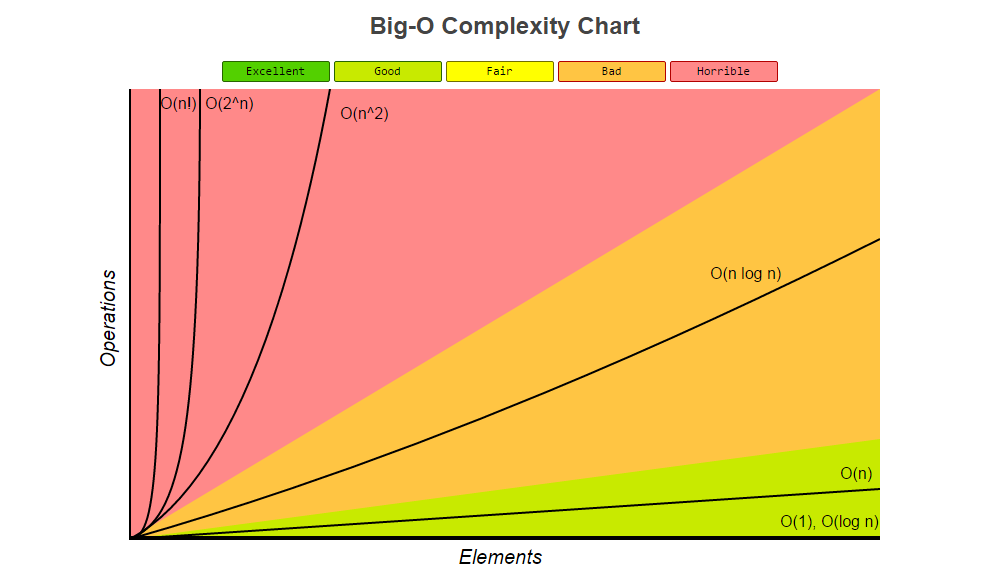 Big-O Complexity Chart
Excellent
Good
Fair
Bad
Horrible
O(n!)
O(2^n)
O(n^2)
O(n log n)
O(n)
O(1), O(log n)
Operations
Elements